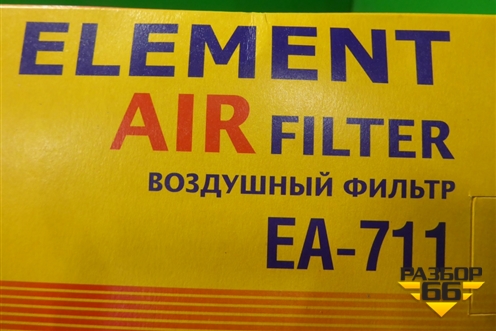 ELEMENT
AIR FILTER
ВОЗДУШНЫЙ ФИЛЬТР
EA-711
РАЗБОР
66